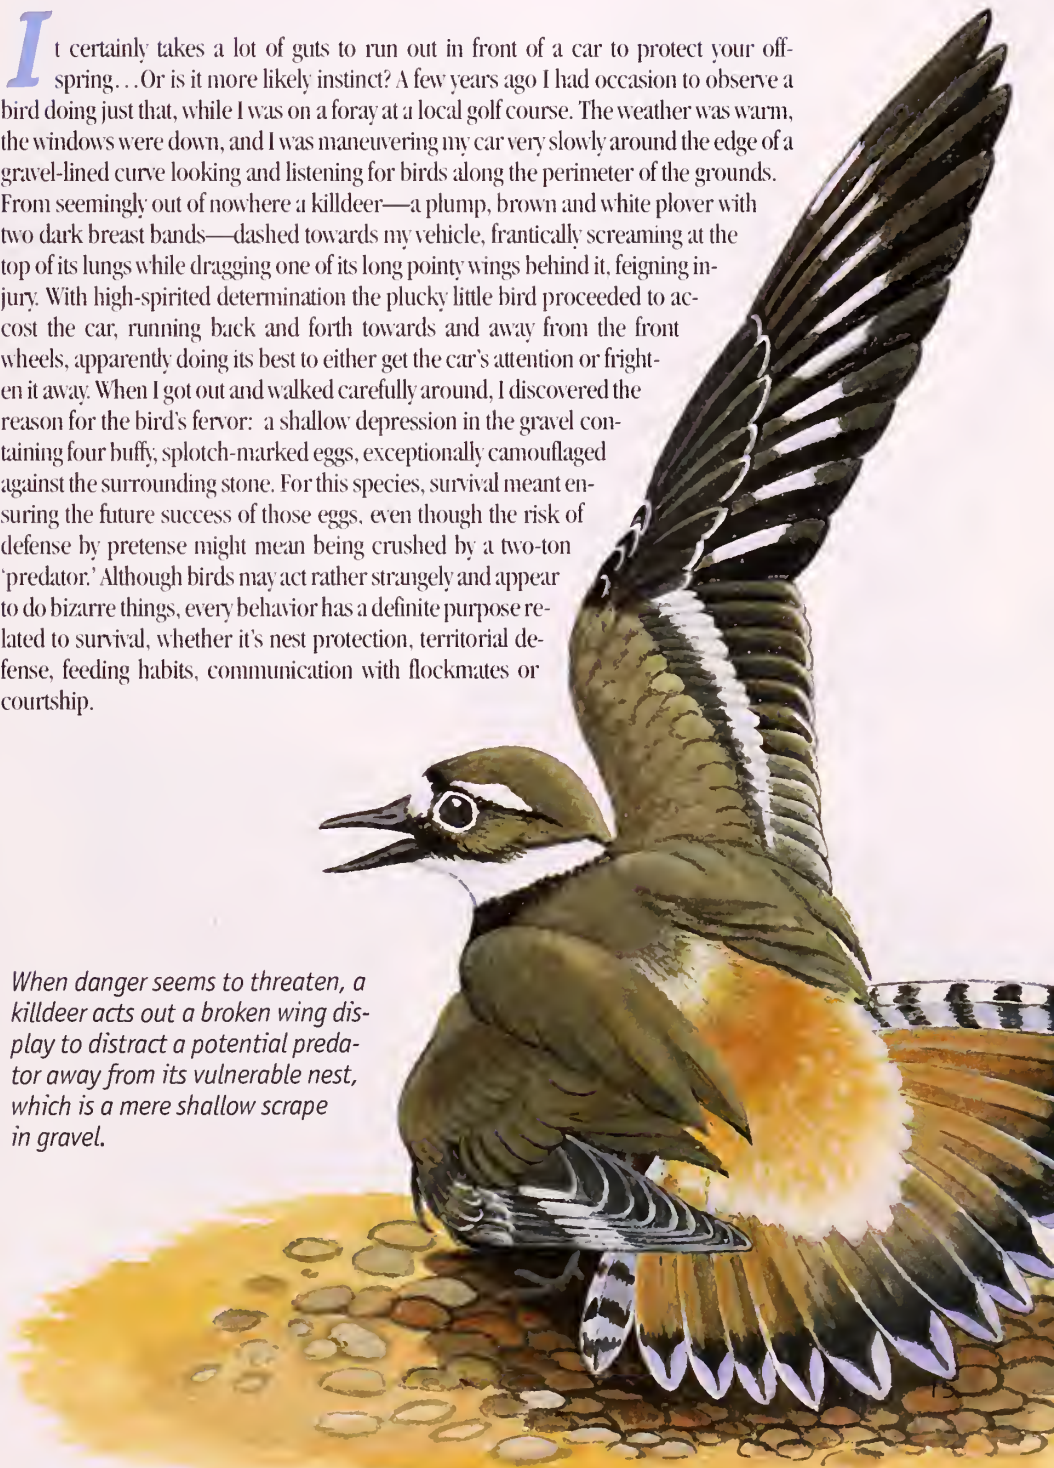 It certainly takes a lot of guts to run out in front of a car to protect your off-
spring...Or is it more likely instinct? A few years ago I had occasion to observe a
bird doing just that, while I was on a foray at a local golf course. The weather was warm,
the windows were down, and I was maneuvering my car very slowly around the edge of a
gravel-lined curve looking and listening for birds along the perimeter of the grounds.
From seemingly out of nowhere a killdeer—a plump, brown and white plover with
two dark breast bands—dashed towards my vehicle, frantically screaming at the
top of its lungs while dragging one of its long pointy wings behind it, feigning in-
jury. With high-spirited determination the plucky little bird proceeded to ac-
cost the car, running back and forth towards and away from the front
wheels, apparently doing its best to either get the car's attention or fright-
en it away. When I got out and walked carefully around, I discovered the
reason for the bird's fervor: a shallow depression in the gravel con-
taining four buffy, splotch-marked eggs, exceptionally camouflaged
against the surrounding stone. For this species, survival meant en-
suring the future success of those eggs, even though the risk of
defense by pretense might mean being crushed by a two-ton
'predator.' Although birds may act rather strangely and appear
to do bizarre things, every behavior has a definite purpose re-
lated to survival, whether it's nest protection, territorial de-
fense, feeding habits, communication with flockmates or
courtship.
When danger seems to threaten, a
killdeer acts out a broken wing dis-
play to distract a potential preda-
tor away from its vulnerable nest,
which is a mere shallow scrape
in gravel.
15